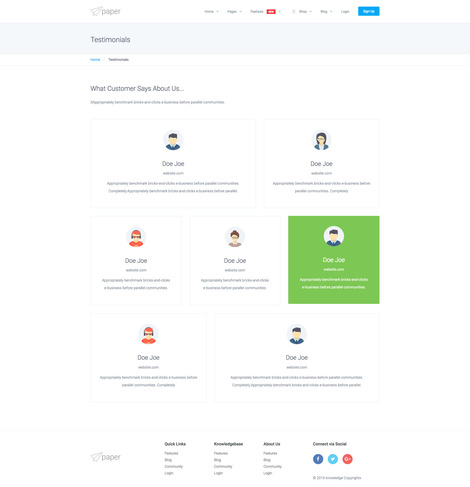 paper
Home
Pages
Features
NEW
Shop
Blog
Login
Sign Up
Testimonials
Home
Testimonials
What Customer Says About Us...
Appropriately benchmark bricks-and-clicks e-business before parallel communities.
Doe Joe
website.com
Appropriately benchmark bricks-and-clicks e-business before parallel communities.
Completely Appropriately benchmark bricks-and-clicks e-business before parallel
Doe Joe
website.com
Appropriately benchmark bricks-and-clicks e-business before parallel
communities. Completely
Doe Joe
website.com
Appropriately benchmark bricks-and-clicks
e-business before parallel communities.
Doe Joe
website.com
Appropriately benchmark bricks-and-clicks
e-business before parallel communities.
Doe Joe
website.com
Appropriately benchmark bricks-and-clicks
e-business before parallel communities.
Doe Joe
website.com
Appropriately benchmark bricks-and-clicks e-business before
parallel communities. Completely
Doe Joe
website.com
Appropriately benchmark bricks-and-clicks e-business before parallel communities.
Completely Appropriately benchmark bricks-and-clicks e-business before parallel
paper
Quick Links
Features
Blog
Community
Login
Knowledgebase
Features
Blog
Community
Login
About Us
Features
Blog
Community
Login
Connect via Social
© 2016 Knowledge Copyrights